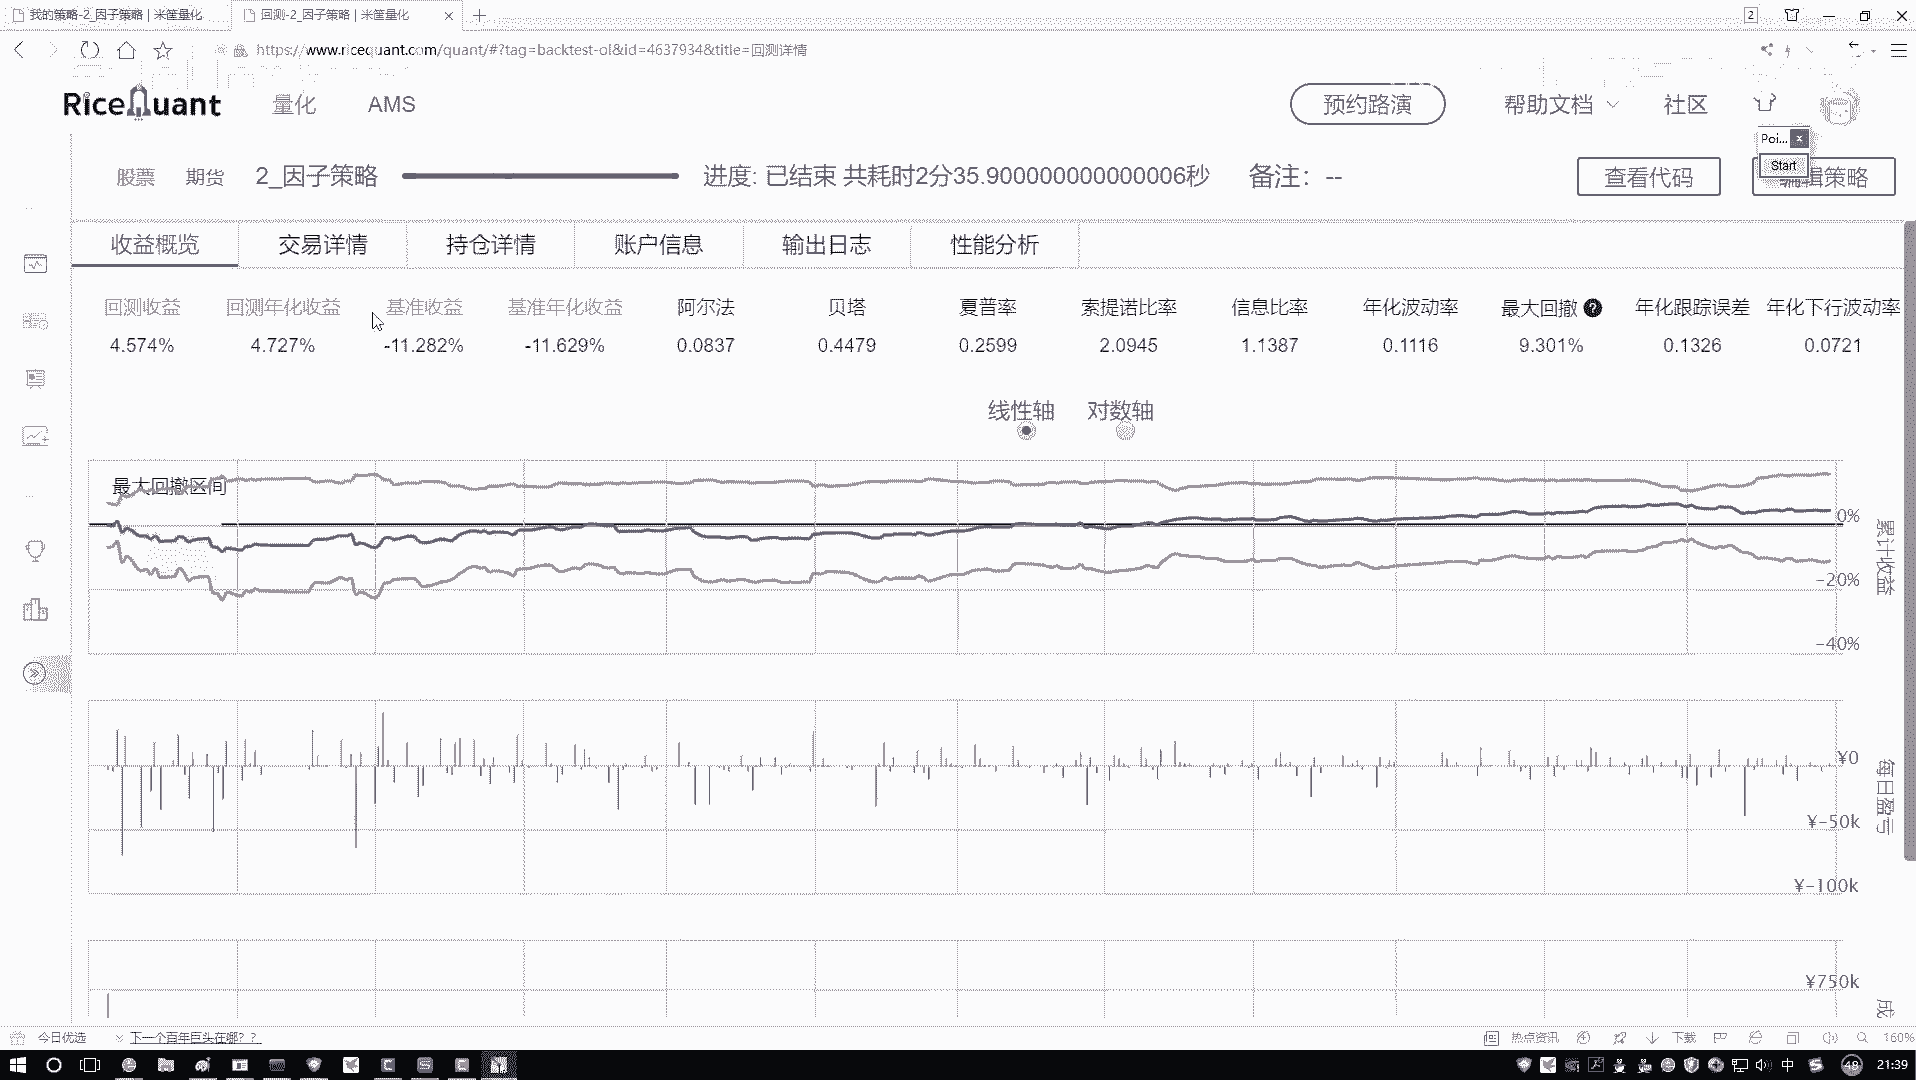 我的策略-2_因子策略 | 米筐量化
回测-2_因子策略 | 米筐量化
2
https://www.ricequant.com/quant/#?tag=backtest-ol&id=4637934&title=回测详情
RiceQuant 量化 AMS 预约路演 帮助文档 社区
Poi...
Start
股票 期货 2_因子策略 进度: 已结束 共耗时2分35.900000000000006秒 备注: -- 查看代码 编辑策略
收益概览 交易详情 持仓详情 账户信息 输出日志 性能分析
回测收益 回测年化收益 基准收益 基准年化收益 阿尔法 贝塔 夏普率 索提诺比率 信息比率 年化波动率 最大回撤 ? 年化跟踪误差 年化下行波动率
4.574% 4.727% -11.282% -11.629% 0.0837 0.4479 0.2599 2.0945 1.1387 0.1116 9.301% 0.1326 0.0721
线性轴 对数轴
最大回撤区间
0%
-20%
-40%
累计收益
¥0
¥-50k
¥-100k
每日盈亏
¥750k
成
今日优选 下一个百年巨头在哪？？ 热点资讯 下载 160%
中 48 21:39